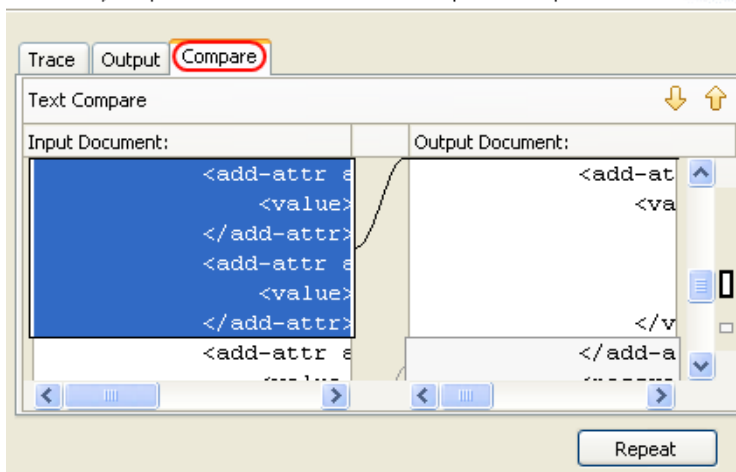 Trace Output Compare
Text Compare
Input Document: Output Document:
<add-attr <add-at
<value> <va
</add-attr>
<add-attr
<value>
</add-attr> </v
<add-attr </add-a
Repeat